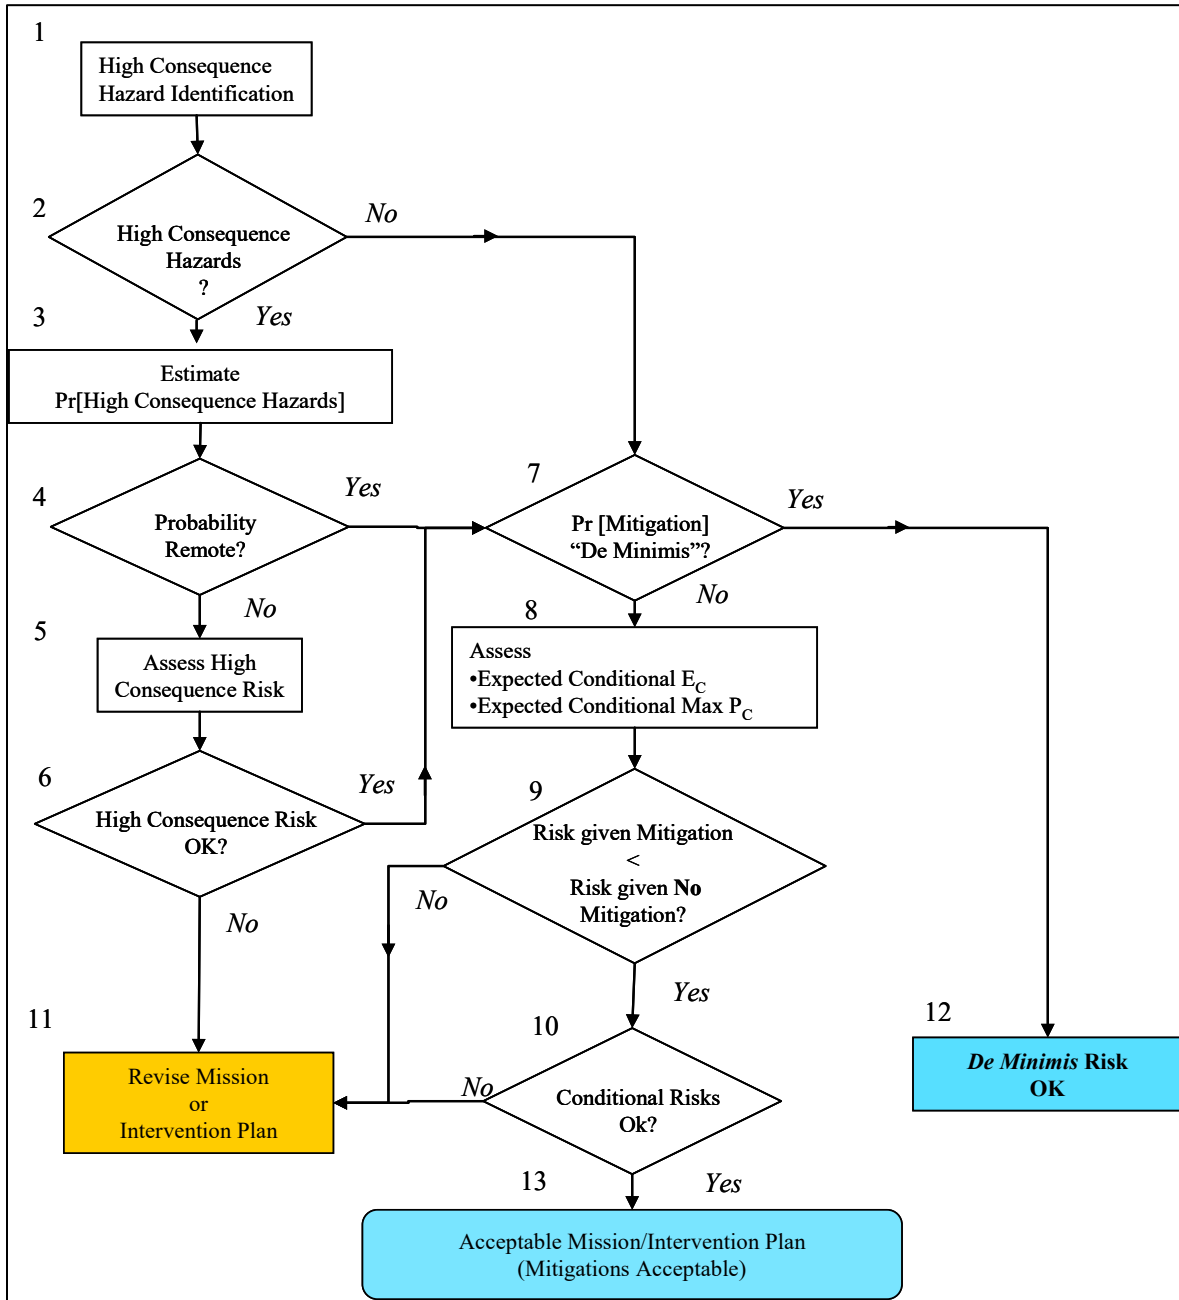 1
High Consequence
Hazard Identification
2
No
High Consequence
Hazards
?
3
Yes
Estimate
Pr[High Consequence Hazards]
4
Yes
Probability
Remote?
No
7
Yes
Pr [Mitigation]
“De Minimis”?
No
5
Assess High
Consequence Risk
8
Assess
•Expected Conditional EC
•Expected Conditional Max PC
6
Yes
High Consequence Risk
OK?
No
9
Risk given Mitigation
<
Risk given No
Mitigation?
No
Yes
11
Revise Mission
or
Intervention Plan
10
No
Conditional Risks
Ok?
Yes
12
De Minimis Risk
OK
13
Acceptable Mission/Intervention Plan
(Mitigations Acceptable)